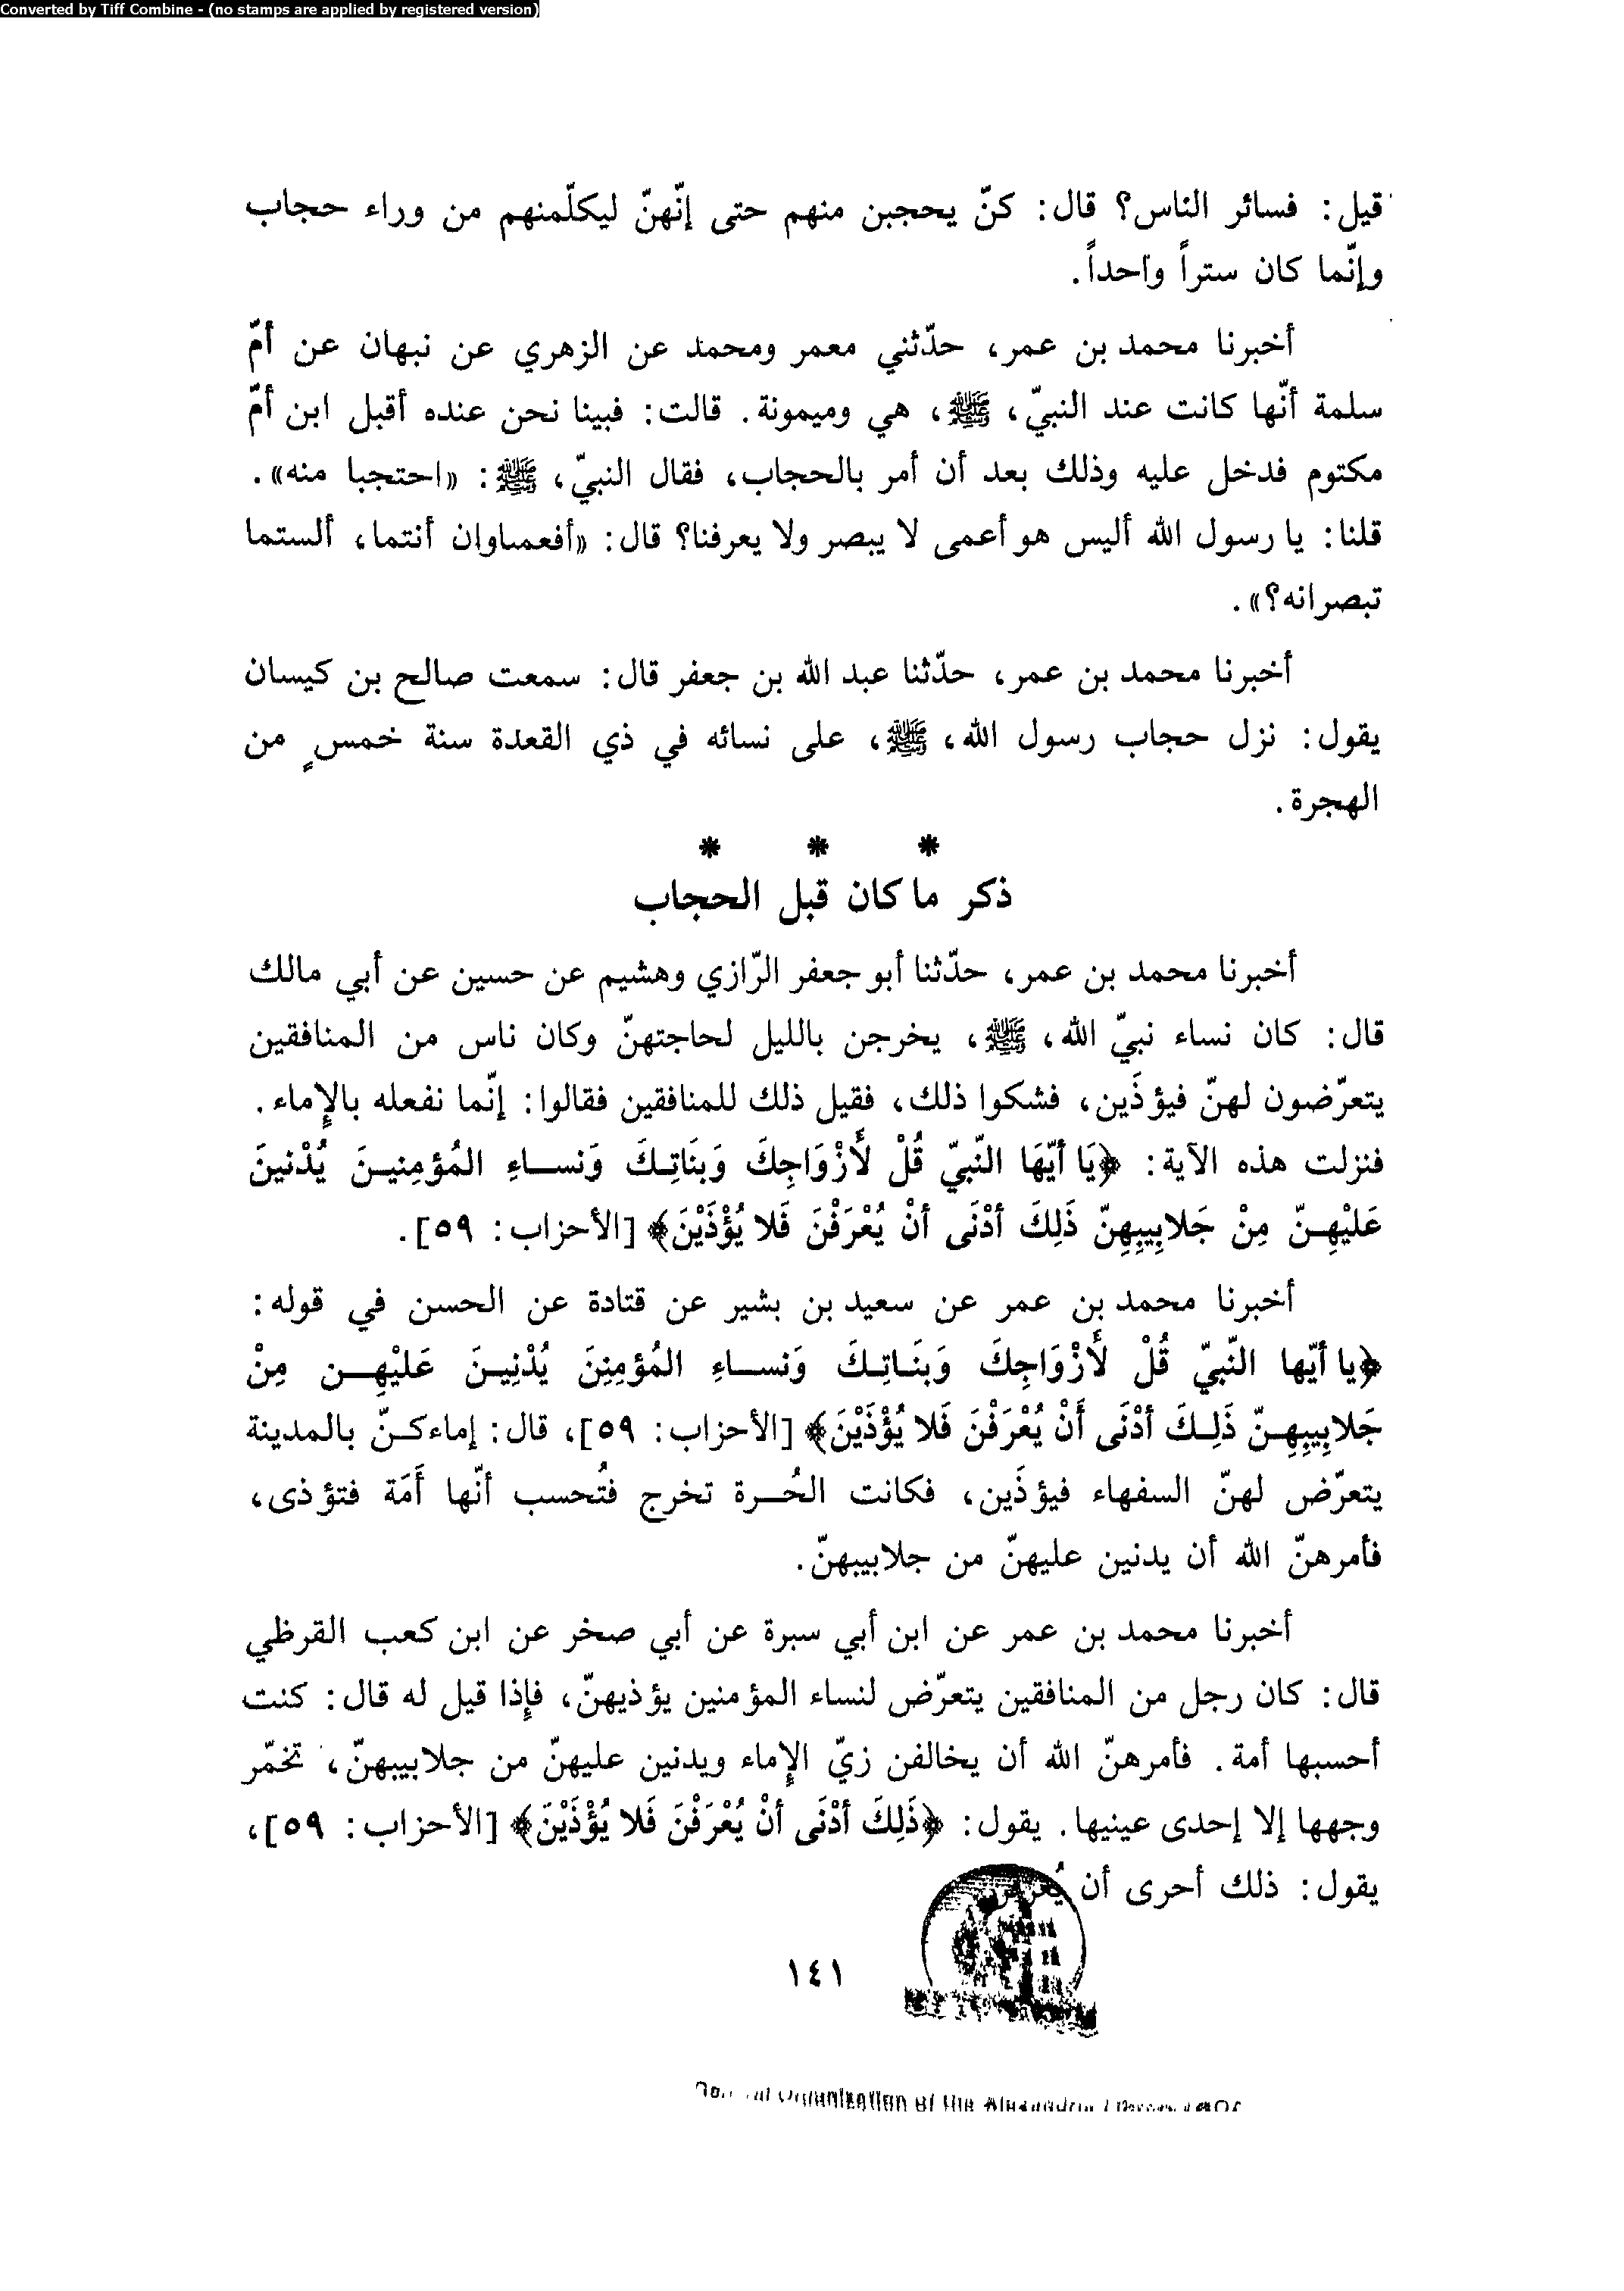 Converted by Tiff Combine - (no stamps are applied by registered version)
قيل: فسائر الناس؟ قال: كنّ يحجبن منهم حتى إنّهنّ ليكلّمنهم من وراء حجاب
وإنّما كان ستراً واحداً.
أخبرنا محمد بن عمر، حدّثني معمر ومحمد عن الزهري عن نبهان عن أمّ
سلمة أنّها كانت عند النبيّ، ﷺ، هي وميمونة. قالت: فبينا نحن عنده أقبل ابن أمّ
مكتوم فدخل عليه وذلك بعد أن أمر بالحجاب، فقال النبيّ، ﷺ: «احتجبا منه».
قلنا: يا رسول الله أليس هو أعمى لا يبصر ولا يعرفنا؟ قال: «أفعمياوان أنتما، ألستما
تبصرانه؟».
أخبرنا محمد بن عمر، حدّثنا عبد الله بن جعفر قال: سمعت صالح بن كيسان
يقول: نزل حجاب رسول الله، ﷺ، على نسائه في ذي القعدة سنة خمسٍ من
الهجرة.
* * *
ذكر ما كان قبل الحجاب
أخبرنا محمد بن عمر، حدّثنا أبو جعفر الرّازي وهشيم عن حسين عن أبي مالك
قال: كان نساء نبيّ الله، ﷺ، يخرجن بالليل لحاجتهنّ وكان ناس من المنافقين
يتعرّضون لهنّ فيؤذَين، فشكوا ذلك، فقيل ذلك للمنافقين فقالوا: إنّما نفعله بالإماء.
فنزلت هذه الآية: ﴿يَا أيّهَا النّبيّ قُلْ لأَزْوَاجِكَ وَبنَاتِـكَ وَنساءِ المُؤمِنِيـنَ يُدْنينَ
عَليْهِـنّ مِنْ جَلابِيبِهِنّ ذَلِكَ أدْنَى أنْ يُعْرَفْنَ فَلا يُؤْذَيْنَ﴾ [الأحزاب: ٥٩].
أخبرنا محمد بن عمر عن سعيد بن بشير عن قتادة عن الحسن في قوله:
﴿يا أيّها النّبيّ قُلْ لأَزْوَاجِكَ وَبنَـاتِـكَ وَنساءِ المُؤمِنِنَ يُدْنِيـنَ عَليْهِـن مِنْ
جَلابِيبِهِـنّ ذَلِـكَ أدْنَى أَنْ يُعْرَفْنَ فَلا يُؤْذَيْنَ﴾ [الأحزاب: ٥٩]، قال: إماءكـنّ بالمدينة
يتعرّض لهنّ السفهاء فيؤذَين، فكانت الحُـرة تخرج فتُحسب أنّها أَمَة فتؤذى،
فأمرهنّ الله أن يدنين عليهنّ من جلابيبهنّ.
أخبرنا محمد بن عمر عن ابن أبي سبرة عن أبي صخر عن ابن كعب القرظي
قال: كان رجل من المنافقين يتعرّض لنساء المؤمنين يؤذيهنّ، فإذا قيل له قال: كنت
أحسبها أمة. فأمرهنّ الله أن يخالفن زيّ الإماء ويدنين عليهنّ من جلابيبهنّ، تخمّر
وجهها إلا إحدى عينيها. يقول: ﴿ذَلِكَ أدْنَى أنْ يُعْرَفْنَ فَلا يُؤْذَيْنَ﴾ [الأحزاب: ٥٩]،
يقول: ذلك أحرى أن يُعرفن
١٤١
Organization of the